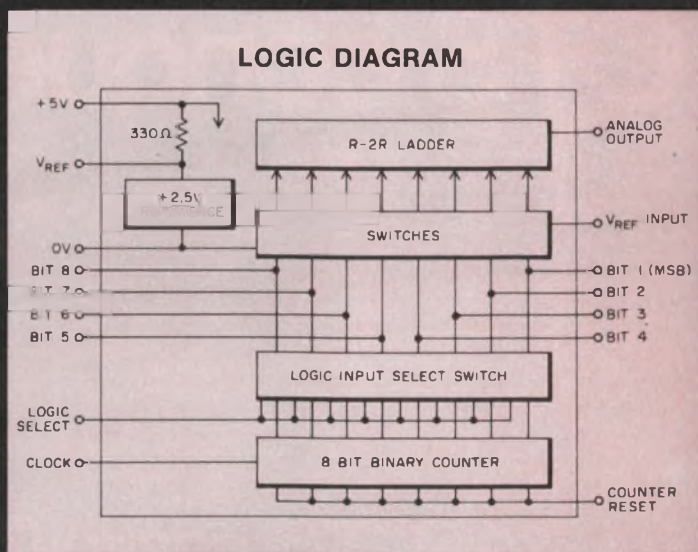 LOGIC DIAGRAM
+5V
330Ω
VREF
+2.5V
0V
R-2R LADDER
ANALOG
OUTPUT
SWITCHES
VREF INPUT
BIT 8
BIT 1 (MSB)
BIT 7
BIT 2
BIT 6
BIT 3
BIT 5
BIT 4
LOGIC INPUT SELECT SWITCH
LOGIC
SELECT
CLOCK
8 BIT BINARY COUNTER
COUNTER
RESET